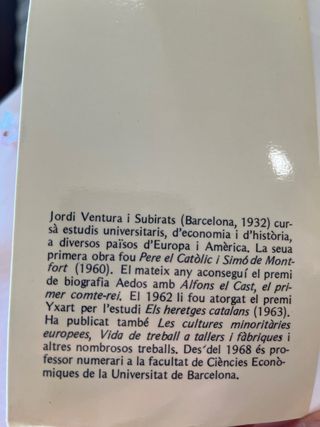 Jordi Ventura i Subirats (Barcelona, 1932) cur-
sà estudis universitaris, d'economia i d'història,
a diversos països d'Europa i Amèrica. La seua
primera obra fou Pere el Catòlic i Simó de Mont-
fort (1960). El mateix any aconseguí el premi
de biografia Aedos amb Alfons el Cast, el pri-
mer comte-rei. El 1962 li fou atorgat el premi
Yxart per l'estudi Els heretges catalans (1963).
Ha publicat també Les cultures minoritàries
europees, Vida de treball a tallers i fàbriques i
altres nombrosos treballs. Des'del 1968 és pro-
fessor numerari a la facultat de Ciències Econò-
miques de la Universitat de Barcelona.